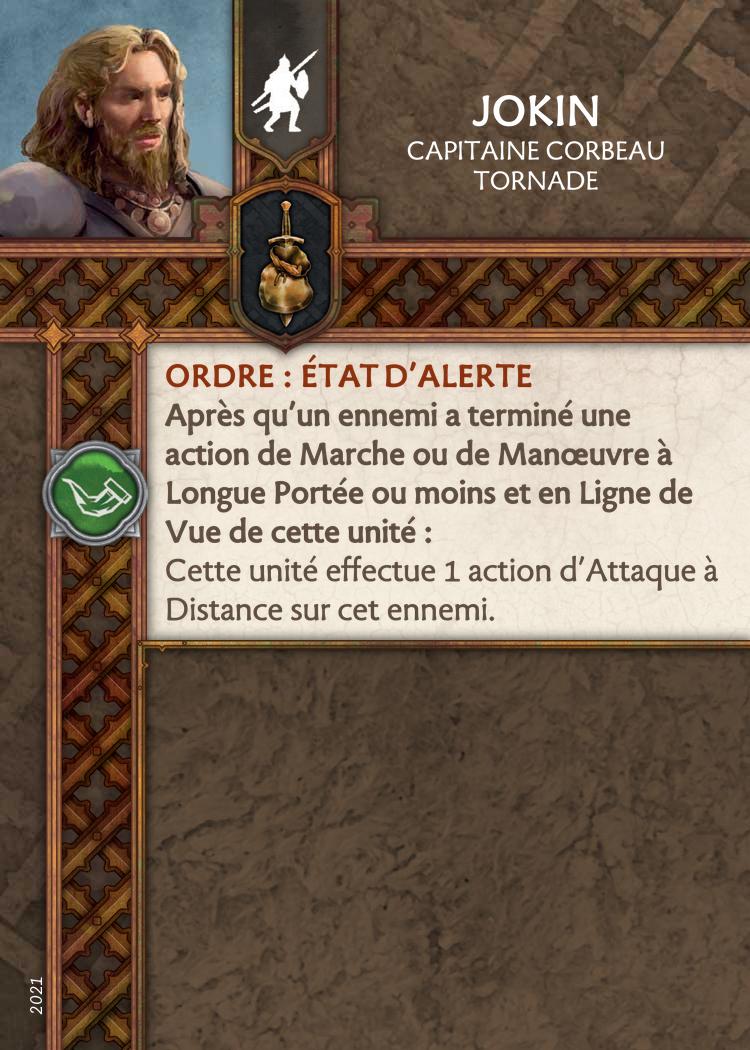 JOKIN
CAPITAINE CORBEAU
TORNADE
ORDRE : ÉTAT D’ALERTE
Après qu’un ennemi a terminé une
action de Marche ou de Manœuvre à
Longue Portée ou moins et en Ligne de
Vue de cette unité :
Cette unité effectue 1 action d’Attaque à
Distance sur cet ennemi.
2021